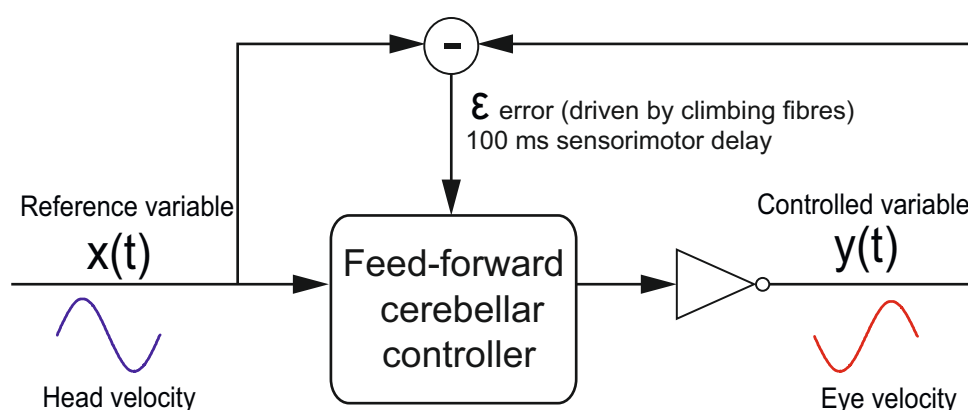 -
ε error (driven by climbing fibres)
100 ms sensorimotor delay
Reference variable
x(t)
Head velocity
Feed-forward
cerebellar
controller
Controlled variable
y(t)
Eye velocity